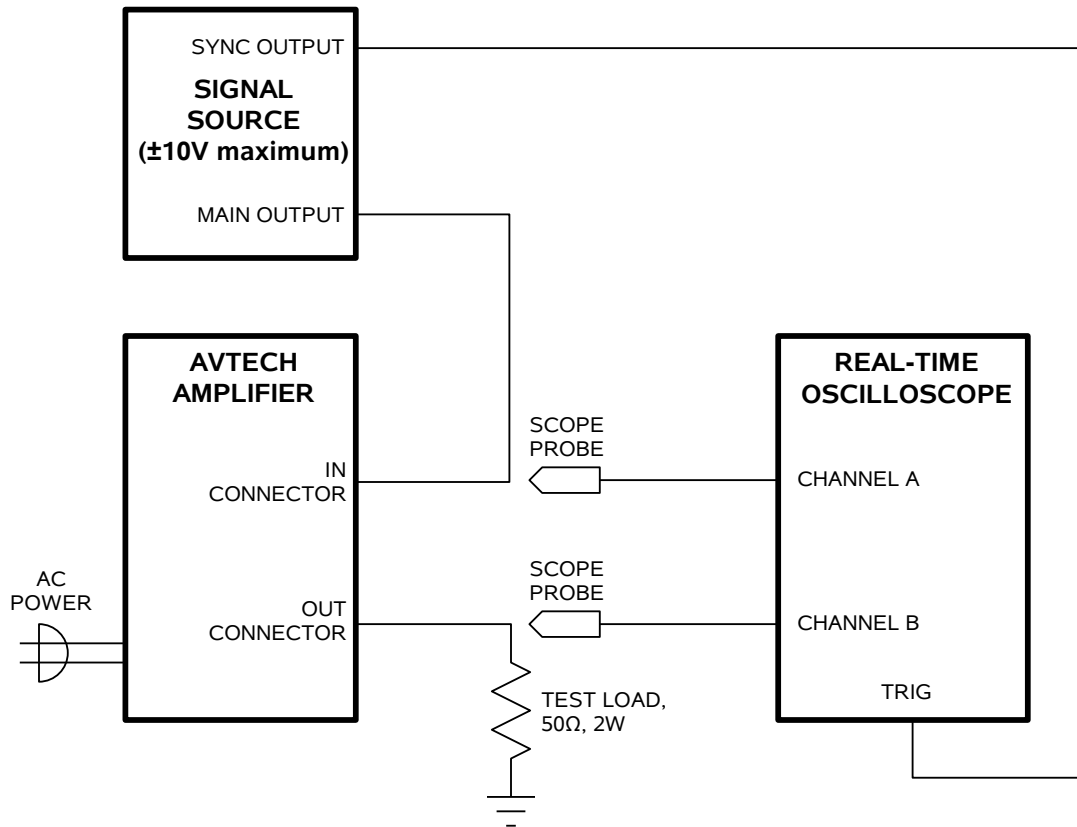 SYNC OUTPUT
SIGNAL
SOURCE
(±10V maximum)
MAIN OUTPUT
AVTECH
AMPLIFIER
IN
CONNECTOR
OUT
CONNECTOR
AC
POWER
SCOPE
PROBE
SCOPE
PROBE
TEST LOAD,
50Ω, 2W
REAL-TIME
OSCILLOSCOPE
CHANNEL A
CHANNEL B
TRIG